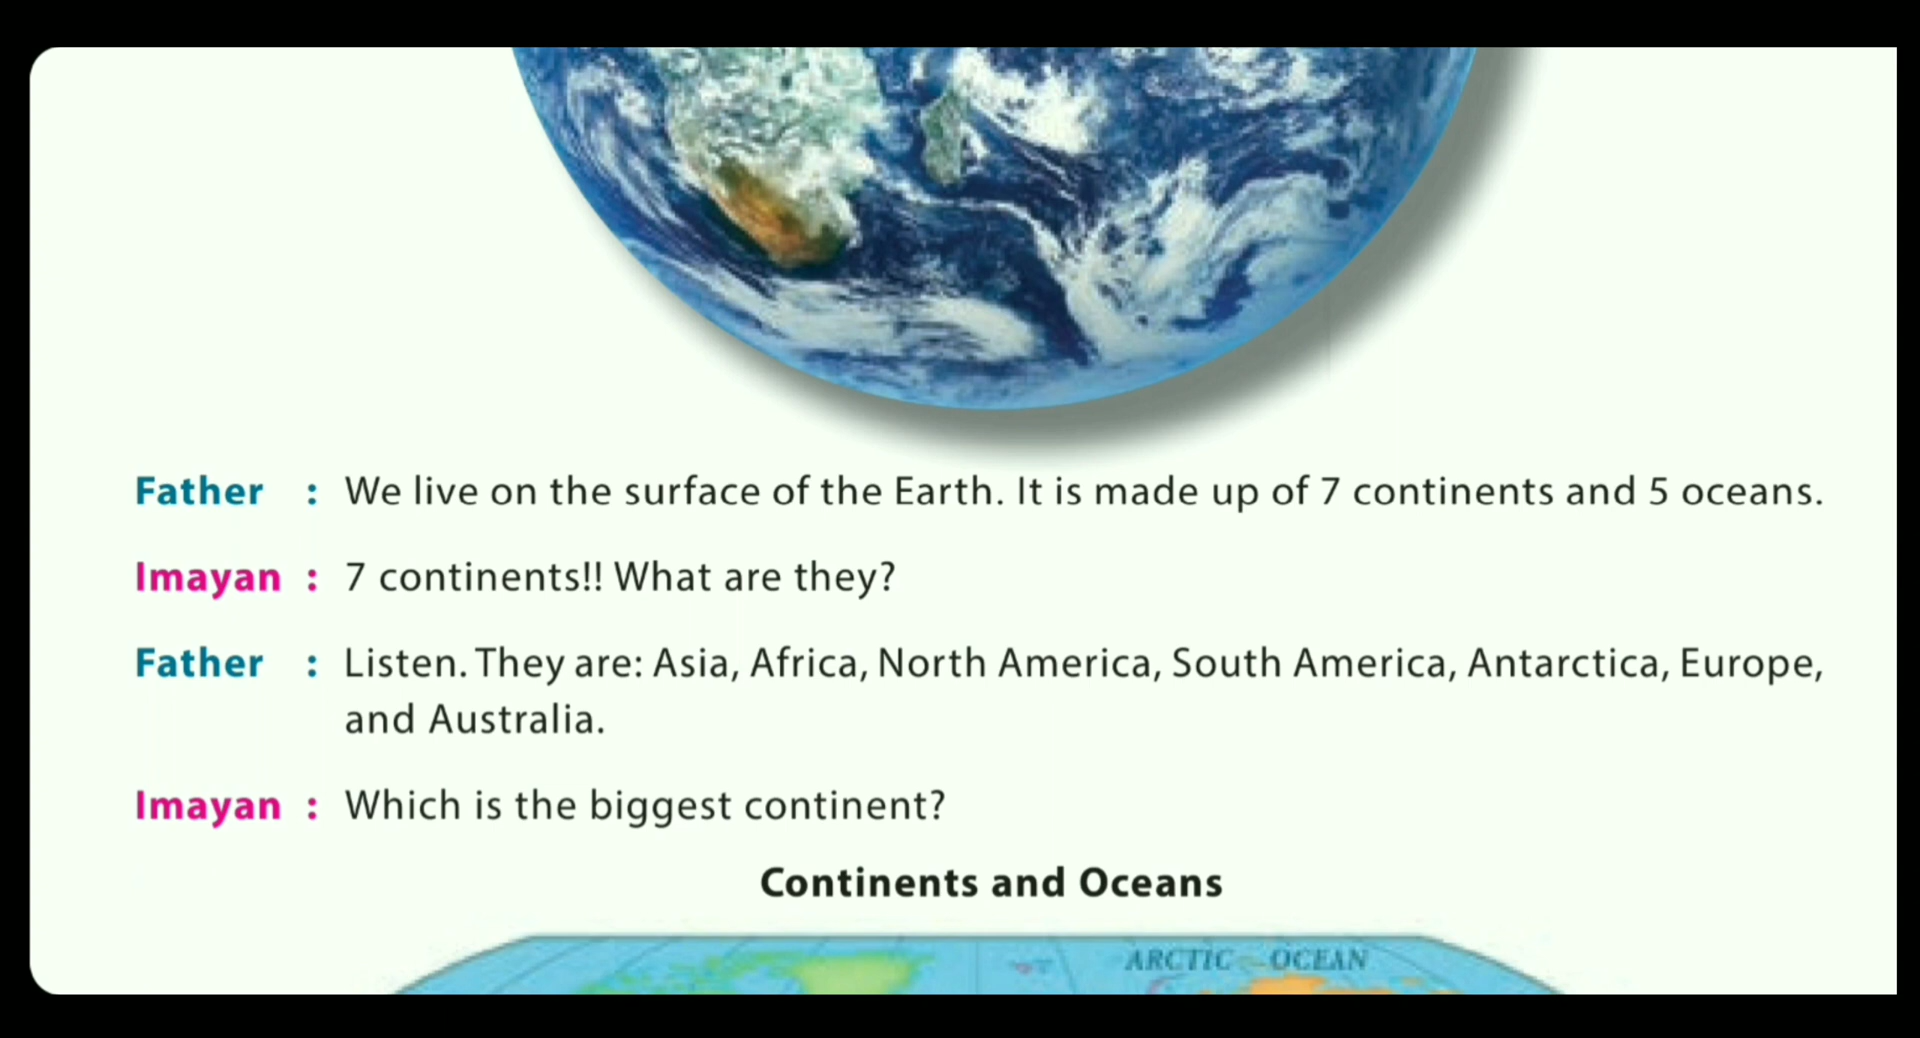 Father : We live on the surface of the Earth. It is made up of 7 continents and 5 oceans.
Imayan : 7 continents!! What are they?
Father : Listen. They are: Asia, Africa, North America, South America, Antarctica, Europe,
and Australia.
Imayan : Which is the biggest continent?
Continents and Oceans
ARCTIC OCEAN